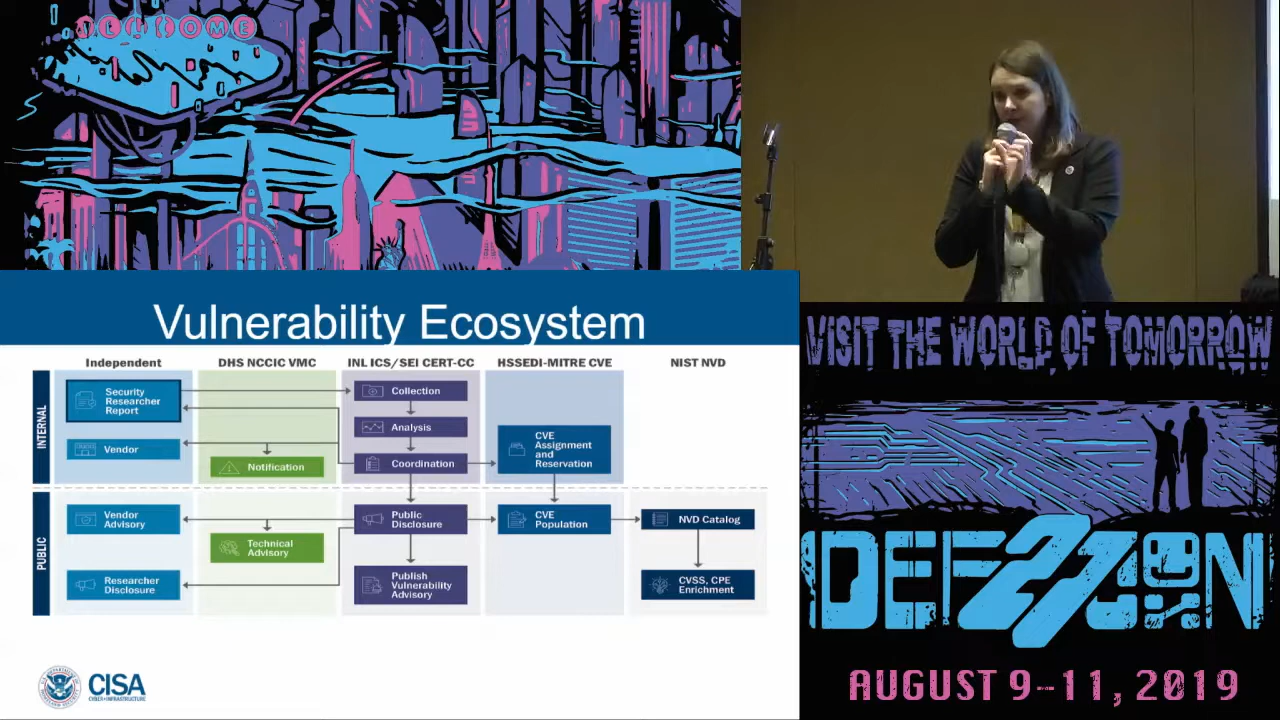 WELCOME
Vulnerability Ecosystem
Independent
DHS NCCIC VMC
INL ICS/SEI CERT-CC
HSSEDI-MITRE CVE
NIST NVD
INTERNAL
Security
Researcher
Report
Vendor
Notification
Collection
Analysis
Coordination
CVE
Assignment
and
Reservation
PUBLIC
Vendor
Advisory
Technical
Advisory
Researcher
Disclosure
Public
Disclosure
Publish
Vulnerability
Advisory
CVE
Population
NVD Catalog
CVSS, CPE
Enrichment
CISA
CYBER+INFRASTRUCTURE
VISIT THE WORLD OF TOMORROW
DEF 27 CON
AUGUST 9-11, 2019